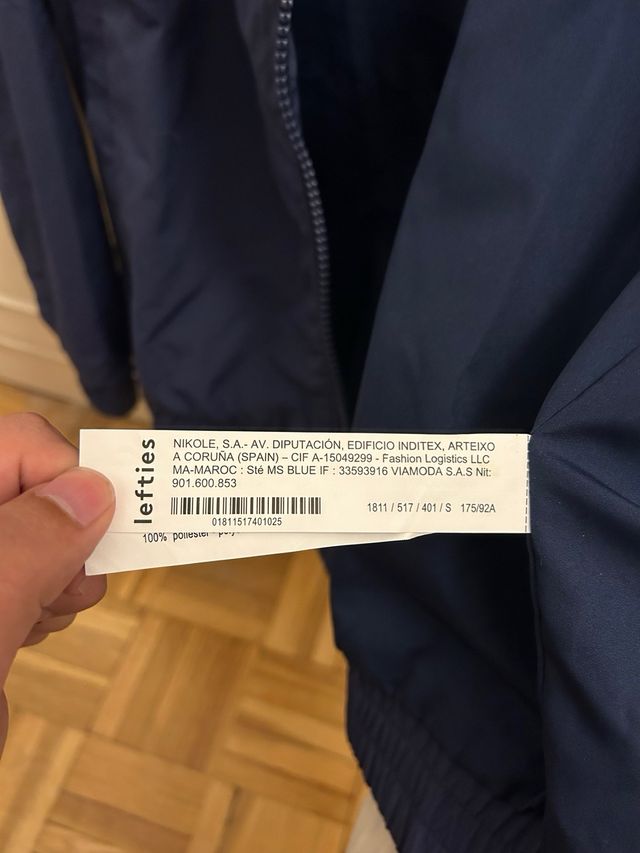 lefties
NIKOLE, S.A.- AV. DIPUTACIÓN, EDIFICIO INDITEX, ARTEIXO
A CORUÑA (SPAIN) – CIF A-15049299 - Fashion Logistics LLC
MA-MAROC : Sté MS BLUE IF : 33593916 VIAMODA S.A.S Nit:
901.600.853
01811517401025
1811 / 517 / 401 / S 175/92A
100% poliester